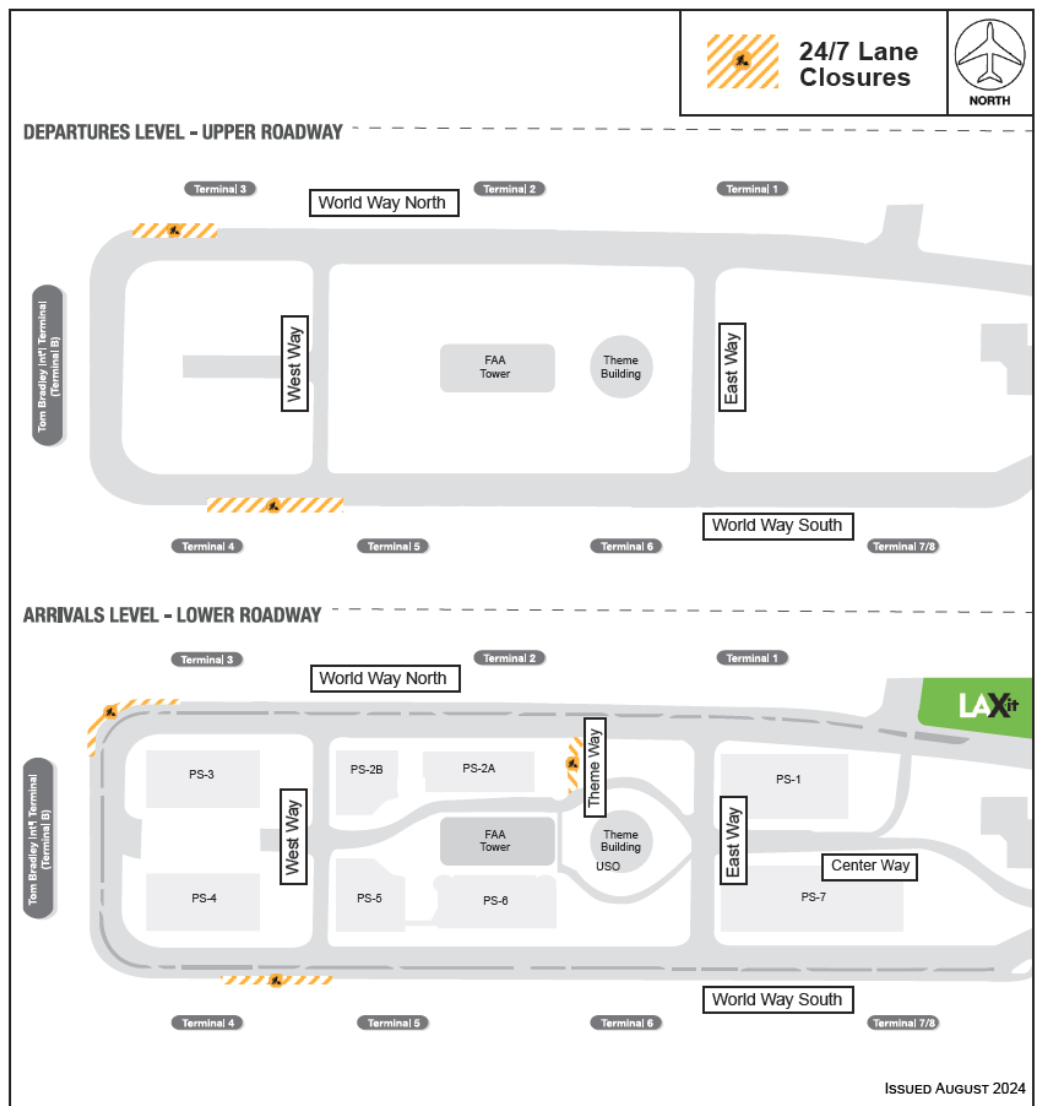 24/7 Lane
Closures
NORTH
DEPARTURES LEVEL - UPPER ROADWAY
Terminal 3
Terminal 2
Terminal 1
World Way North
Tom Bradley Int'l Terminal
(Terminal B)
West Way
FAA
Tower
Theme
Building
East Way
World Way South
Terminal 4
Terminal 5
Terminal 6
Terminal 7/8
ARRIVALS LEVEL - LOWER ROADWAY
Terminal 3
Terminal 2
Terminal 1
World Way North
LAXit
PS-3
PS-2B
PS-2A
Theme Way
PS-1
Tom Bradley Int'l Terminal
(Terminal B)
West Way
FAA
Tower
Theme
Building
USO
East Way
Center Way
PS-4
PS-5
PS-6
PS-7
World Way South
Terminal 4
Terminal 5
Terminal 6
Terminal 7/8
ISSUED AUGUST 2024